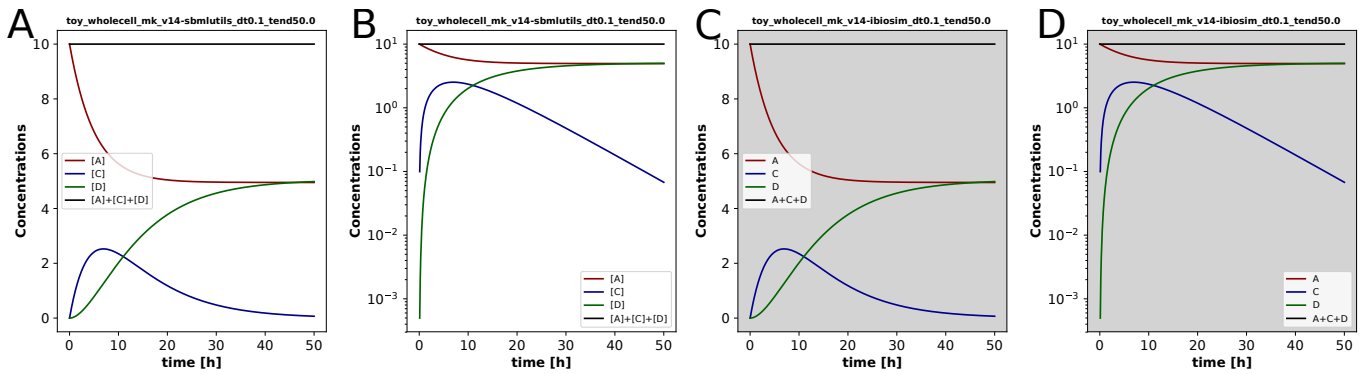 A
toy_wholecell_mk_v14-sbmlutils_dt0.1_tend50.0
Concentrations
10
8
6
4
2
0
[A]
[C]
[D]
[A]+[C]+[D]
0 10 20 30 40 50
time [h]
B
toy_wholecell_mk_v14-sbmlutils_dt0.1_tend50.0
Concentrations
10^1
10^0
10^−1
10^−2
10^−3
[A]
[C]
[D]
[A]+[C]+[D]
0 10 20 30 40 50
time [h]
C
toy_wholecell_mk_v14-ibiosim_dt0.1_tend50.0
Concentrations
10
8
6
4
2
0
A
C
D
A+C+D
0 10 20 30 40 50
time [h]
D
toy_wholecell_mk_v14-ibiosim_dt0.1_tend50.0
Concentrations
10^1
10^0
10^−1
10^−2
10^−3
A
C
D
A+C+D
0 10 20 30 40 50
time [h]